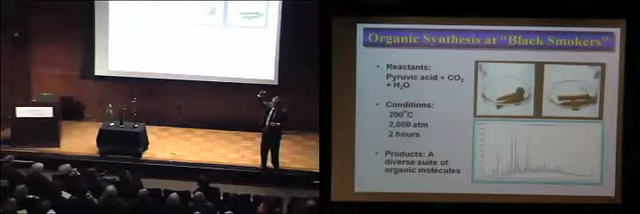 Organic Synthesis at "Black Smokers"
• Reactants:
Pyruvic acid + CO₂
+ H₂O
• Conditions:
200°C
2,000 atm
2 hours
• Products: A
diverse suite of
organic molecules